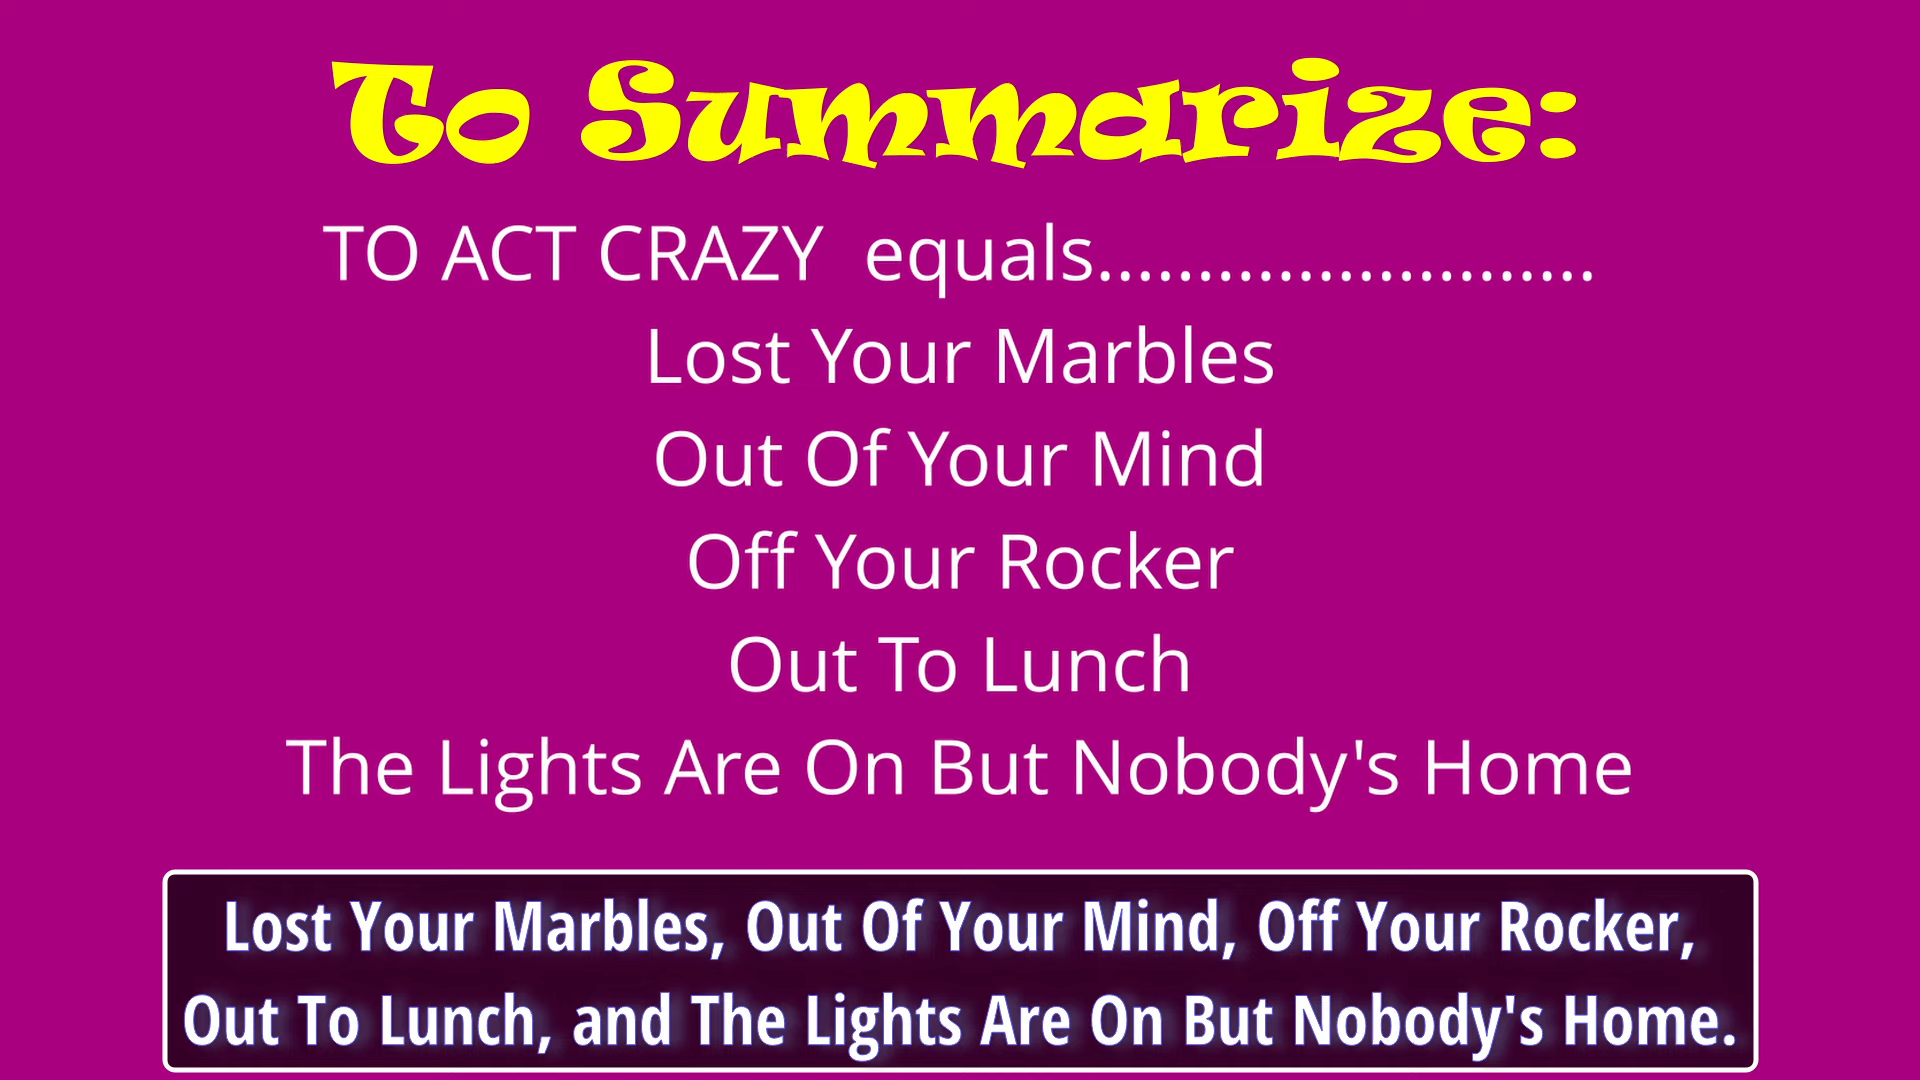 To Summarize:
TO ACT CRAZY  equals.........................
Lost Your Marbles
Out Of Your Mind
Off Your Rocker
Out To Lunch
The Lights Are On But Nobody's Home
Lost Your Marbles, Out Of Your Mind, Off Your Rocker,
Out To Lunch, and The Lights Are On But Nobody's Home.